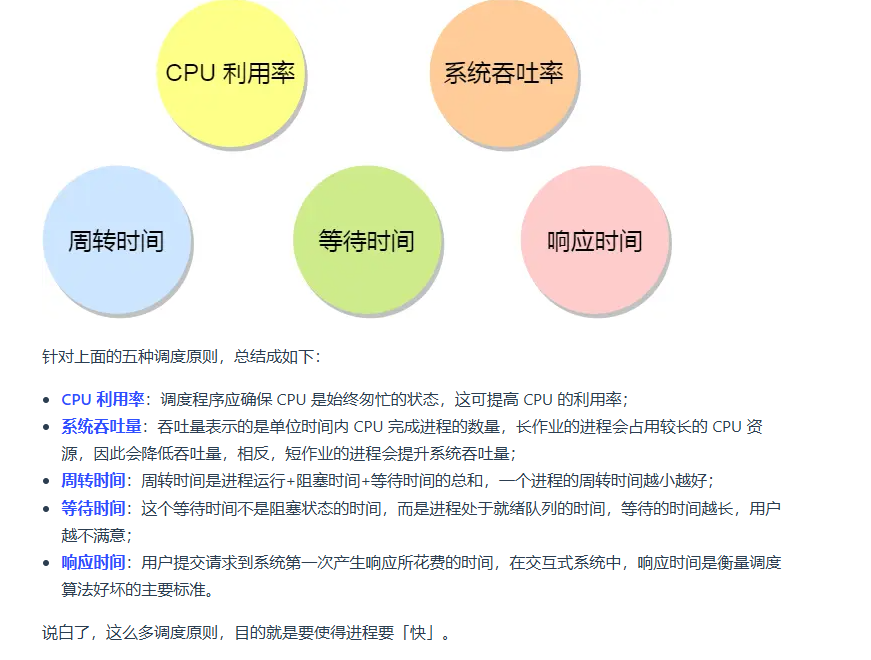 CPU 利用率
系统吞吐率
周转时间
等待时间
响应时间
针对上面的五种调度原则，总结成如下：
CPU 利用率：调度程序应确保 CPU 是始终匆忙的状态，这可提高 CPU 的利用率；
系统吞吐量：吞吐量表示的是单位时间内 CPU 完成进程的数量，长作业的进程会占用较长的 CPU 资
源，因此会降低吞吐量，相反，短作业的进程会提升系统吞吐量；
周转时间：周转时间是进程运行+阻塞时间+等待时间的总和，一个进程的周转时间越小越好；
等待时间：这个等待时间不是阻塞状态的时间，而是进程处于就绪队列的时间，等待的时间越长，用户
越不满意；
响应时间：用户提交请求到系统第一次产生响应所花费的时间，在交互式系统中，响应时间是衡量调度
算法好坏的主要标准。
说白了，这么多调度原则，目的就是要使得进程要「快」。